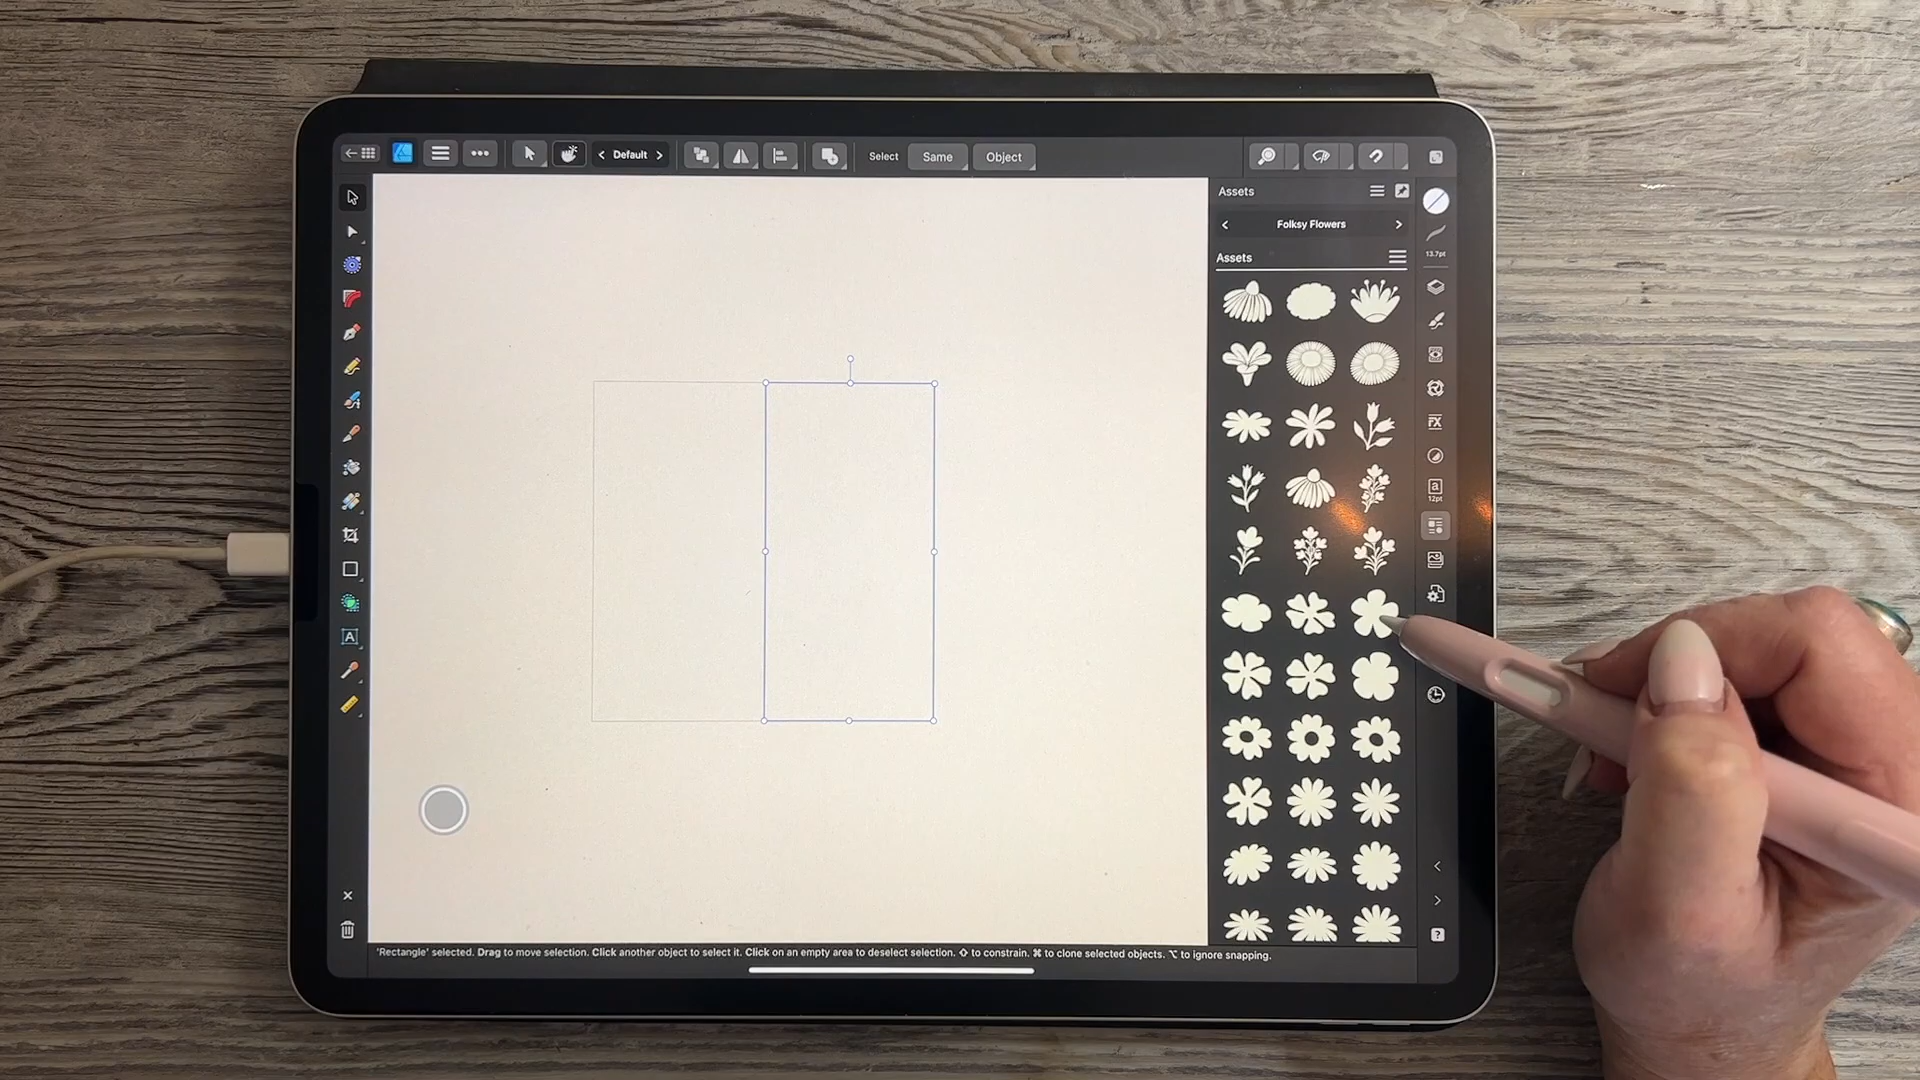 Default
Select
Same
Object
Assets
Folksy Flowers
Assets
13.7pt
FX
a
12pt
A
?
'Rectangle' selected. Drag to move selection. Click another object to select it. Click on an empty area to deselect selection. ⇧ to constrain. ⌘ to clone selected objects. ⌥ to ignore snapping.